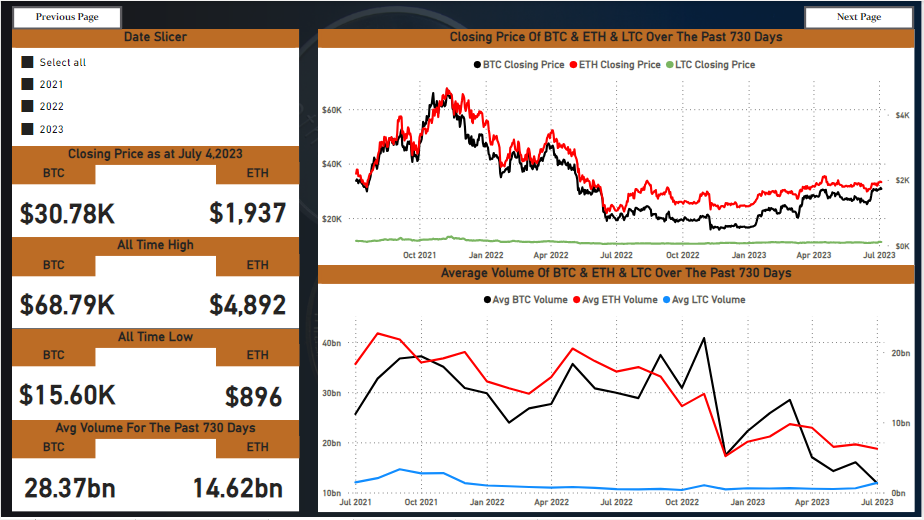 Previous Page
Next Page
Date Slicer
Select all
2021
2022
2023
Closing Price as at July 4,2023
BTC ETH
$30.78K $1,937
All Time High
BTC ETH
$68.79K $4,892
All Time Low
BTC ETH
$15.60K $896
Avg Volume For The Past 730 Days
BTC ETH
28.37bn 14.62bn
Closing Price Of BTC & ETH & LTC Over The Past 730 Days
BTC Closing Price ETH Closing Price LTC Closing Price
$60K $4K
$40K $2K
$20K $0K
Oct 2021 Jan 2022 Apr 2022 Jul 2022 Oct 2022 Jan 2023 Apr 2023 Jul 2023
Average Volume Of BTC & ETH & LTC Over The Past 730 Days
Avg BTC Volume Avg ETH Volume Avg LTC Volume
40bn 20bn
30bn
20bn 10bn
10bn 0bn
Jul 2021 Oct 2021 Jan 2022 Apr 2022 Jul 2022 Oct 2022 Jan 2023 Apr 2023 Jul 2023